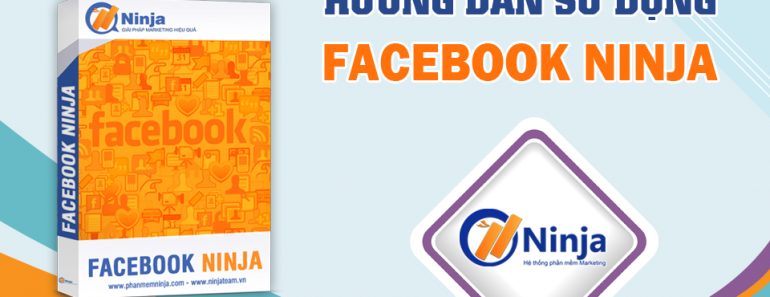 HƯỚNG DẪN SỬ DỤNG
FACEBOOK NINJA
Ninja
GIẢI PHÁP MARKETING HIỆU QUẢ
facebook
FACEBOOK NINJA
FACEBOOK NINJA
www.phanmemninja.com - www.ninjateam.vn
Ninja
Hệ thống phần mềm Marketing